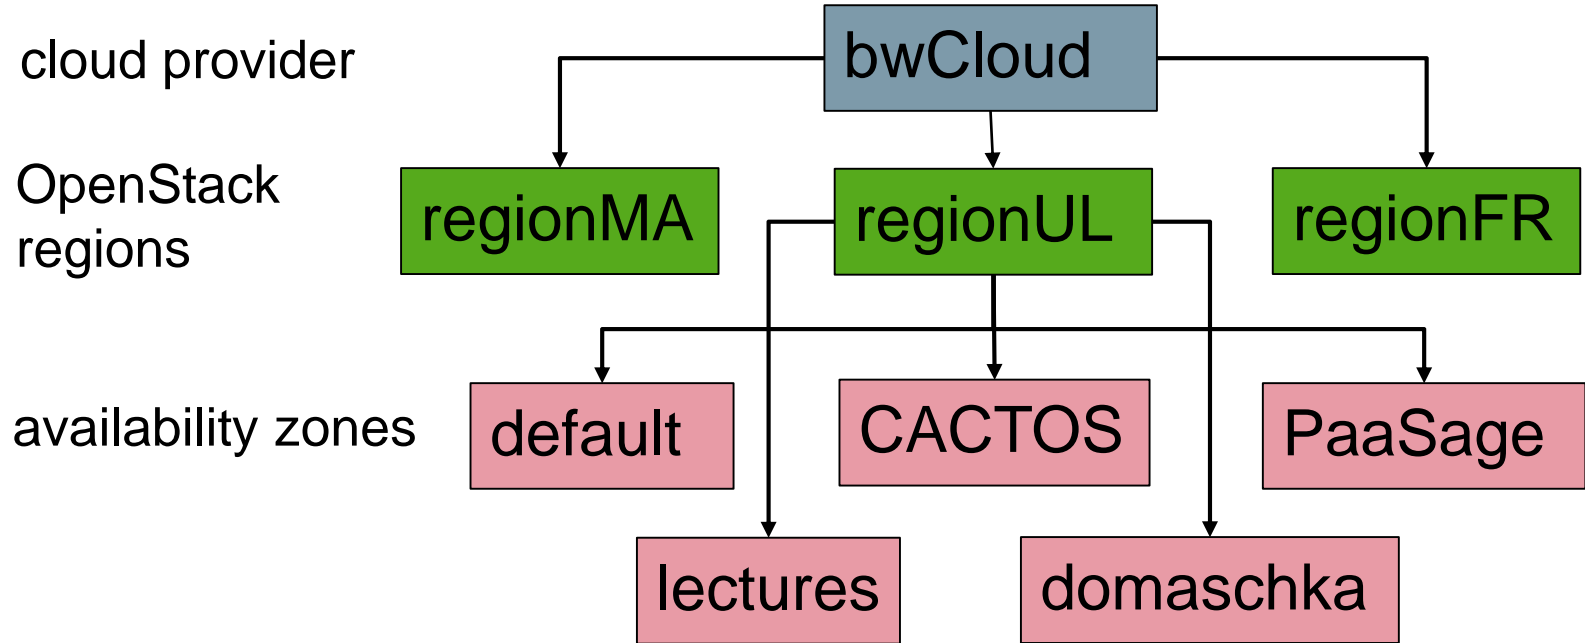 cloud provider
bwCloud
OpenStack
regions
regionMA
regionUL
regionFR
availability zones
default
CACTOS
PaaSage
lectures
domaschka